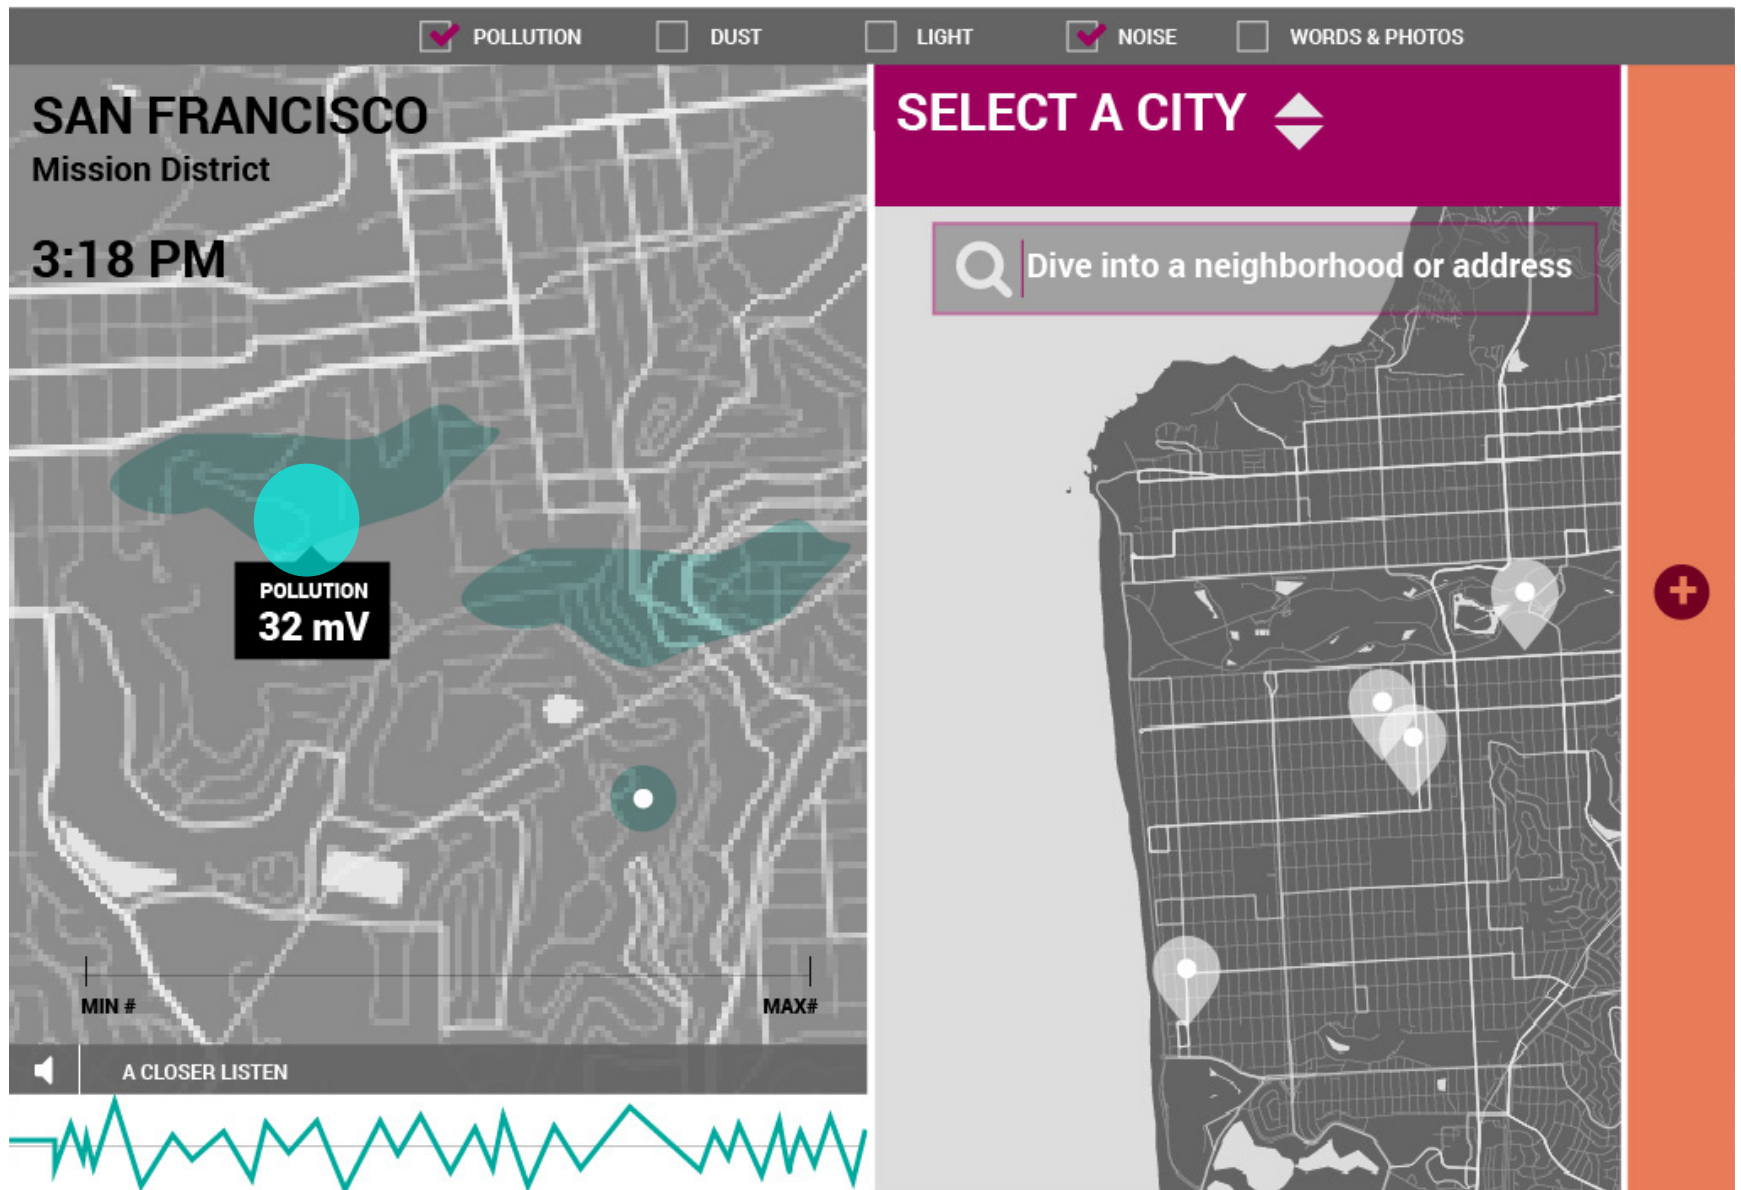 POLLUTION
DUST
LIGHT
NOISE
WORDS & PHOTOS
SAN FRANCISCO
Mission District
3:18 PM
SELECT A CITY
Dive into a neighborhood or address
POLLUTION
32 mV
MIN #
MAX#
A CLOSER LISTEN